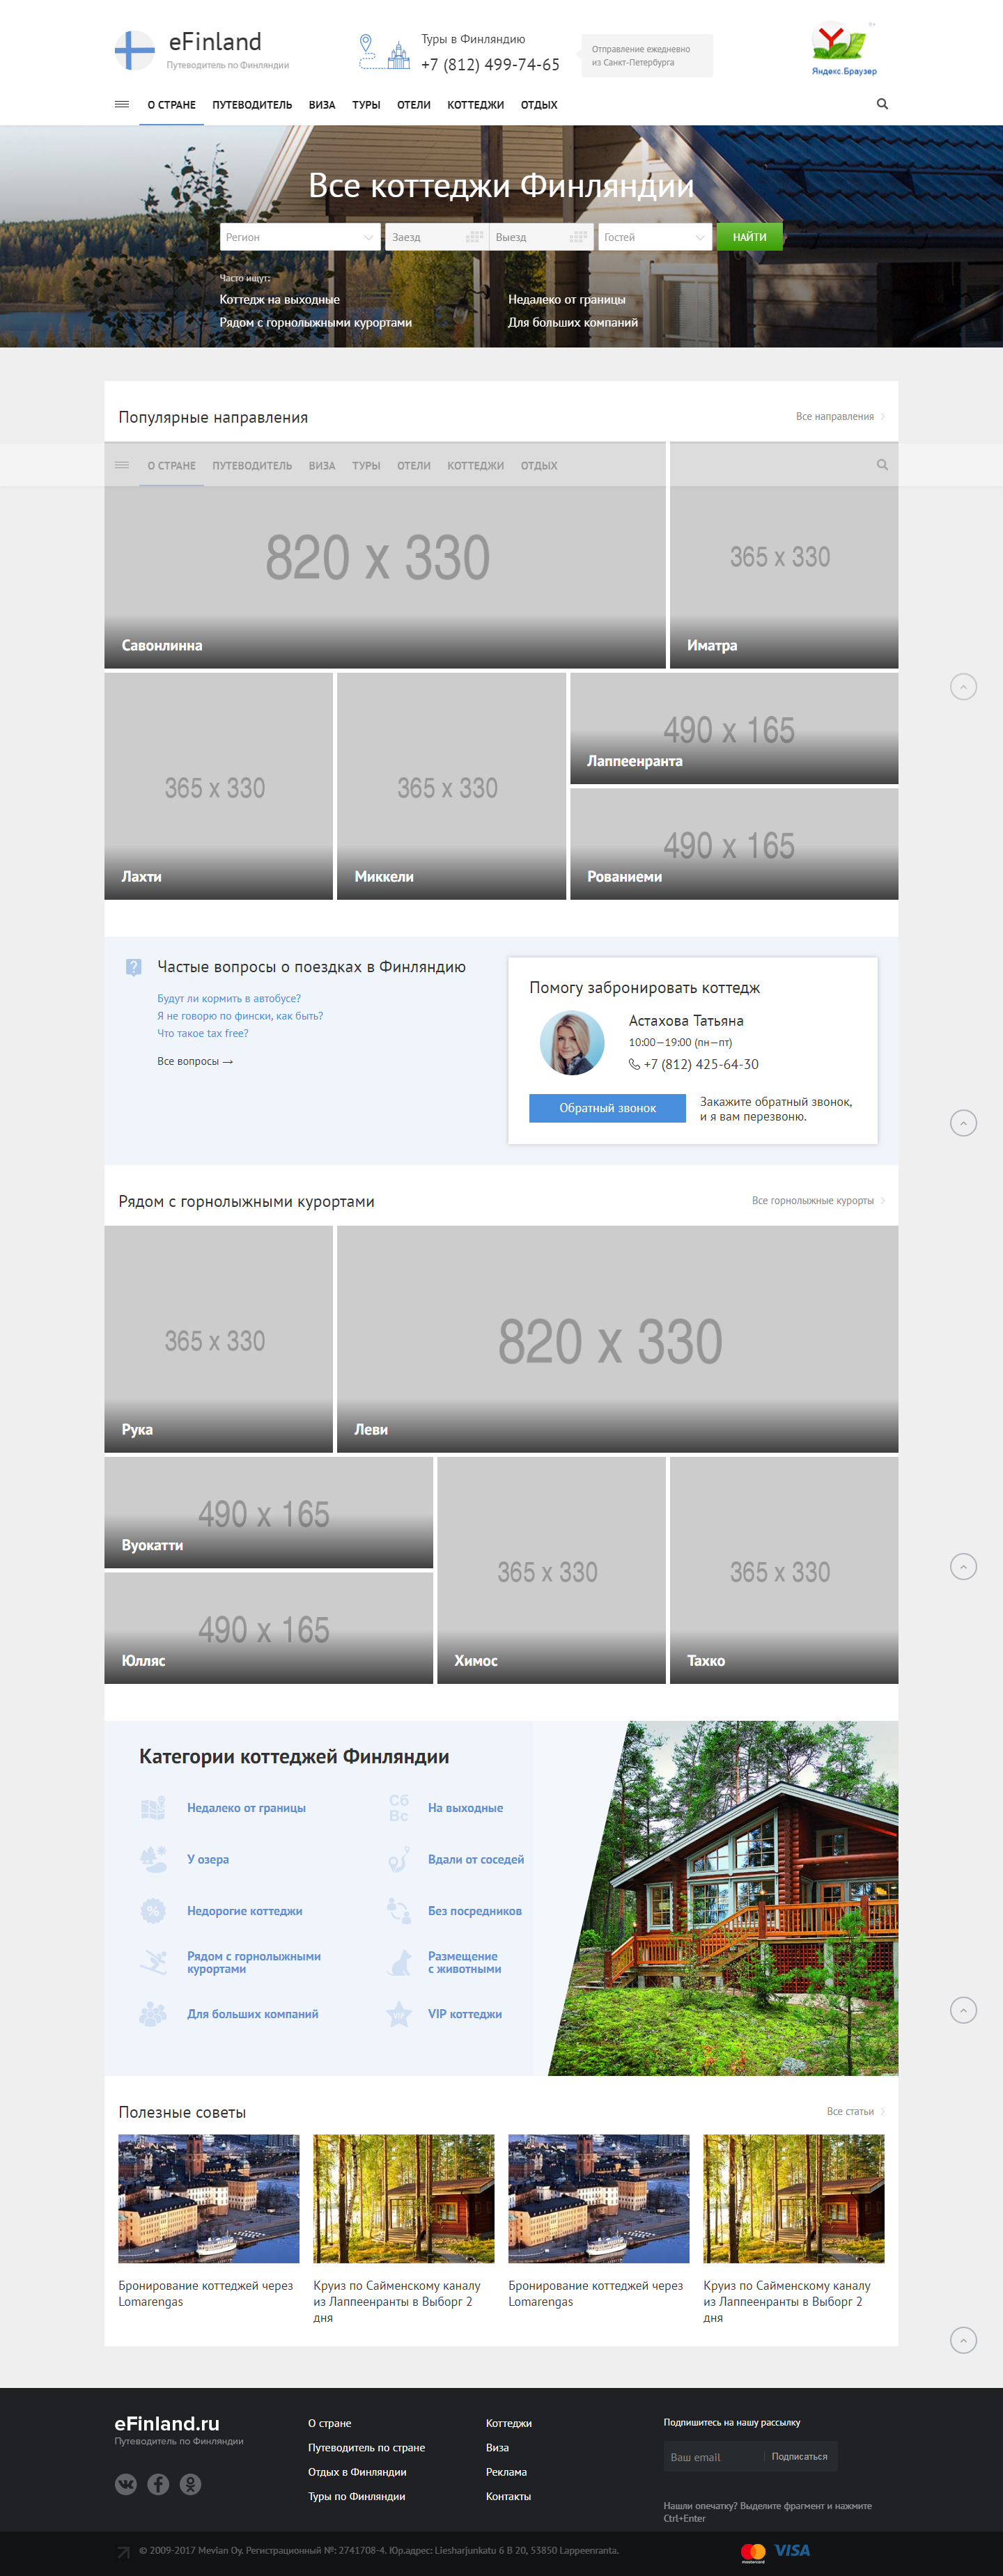 eFinland
Путеводитель по Финляндии
Туры в Финляндию
+7 (812) 499-74-65
Отправление ежедневно
из Санкт-Петербурга
Яндекс.Браузер
О СТРАНЕ ПУТЕВОДИТЕЛЬ ВИЗА ТУРЫ ОТЕЛИ КОТТЕДЖИ ОТДЫХ
Все коттеджи Финляндии
Регион Заезд Выезд Гостей НАЙТИ
Часто ищут:
Коттедж на выходные Недалеко от границы
Рядом с горнолыжными курортами Для больших компаний
Популярные направления Все направления
О СТРАНЕ ПУТЕВОДИТЕЛЬ ВИЗА ТУРЫ ОТЕЛИ КОТТЕДЖИ ОТДЫХ
820 x 330
365 x 330
Савонлинна
Иматра
490 x 165
Лаппеенранта
365 x 330
365 x 330
490 x 165
Лахти
Миккели
Рованиеми
Частые вопросы о поездках в Финляндию
Будут ли кормить в автобусе?
Я не говорю по фински, как быть?
Что такое tax free?
Все вопросы →
Помогу забронировать коттедж
Астахова Татьяна
10:00—19:00 (пн—пт)
+7 (812) 425-64-30
Обратный звонок
Закажите обратный звонок,
и я вам перезвоню.
Рядом с горнолыжными курортами Все горнолыжные курорты
365 x 330
820 x 330
Рука
Леви
490 x 165
Вуокатти
365 x 330
365 x 330
490 x 165
Юлляс
Химос
Тахко
Категории коттеджей Финляндии
Недалеко от границы
Сб
Вс
На выходные
У озера
Вдали от соседей
%
Недорогие коттеджи
Без посредников
Рядом с горнолыжными
курортами
Размещение
с животными
Для больших компаний
VIP коттеджи
Полезные советы Все статьи
Бронирование коттеджей через
Lomarengas
Круиз по Сайменскому каналу
из Лаппеенранты в Выборг 2
дня
Бронирование коттеджей через
Lomarengas
Круиз по Сайменскому каналу
из Лаппеенранты в Выборг 2
дня
eFinland.ru
Путеводитель по Финляндии
О стране
Путеводитель по стране
Отдых в Финляндии
Туры по Финляндии
Коттеджи
Виза
Реклама
Контакты
Подпишитесь на нашу рассылку
Ваш email Подписаться
Нашли опечатку? Выделите фрагмент и нажмите
Ctrl+Enter
© 2009-2017 Mevian Oy. Регистрационный №: 2741708-4. Юр.адрес: Liesharjunkatu 6 B 20, 53850 Lappeenranta.
mastercard
VISA